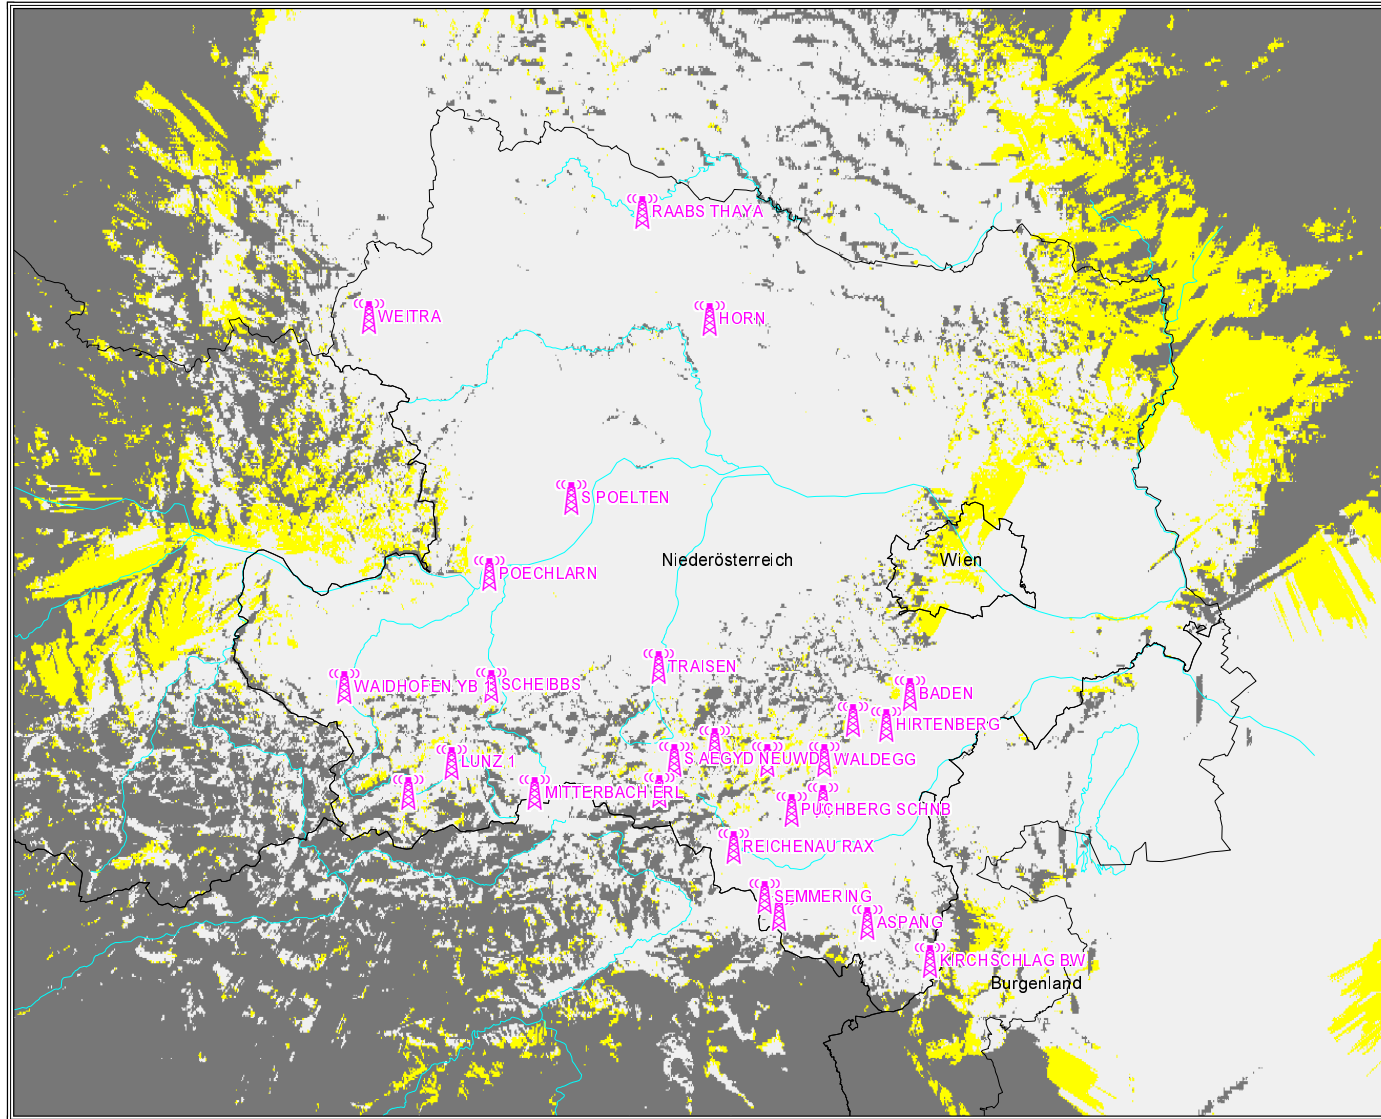 RAABS THAYA
WEITRA
HORN
S POELTEN
Niederösterreich
Wien
POECHLARN
TRAISEN
WAIDHOFEN YB 1
SCHEIBBS
BADEN
HIRTENBERG
LUNZ 1
S AEGYD NEUWD
WALDEGG
MITTERBACH ERL
PUCHBERG SCHNB
REICHENAU RAX
SEMMERING
ASPANG
KIRCHSCHLAG BW
Burgenland